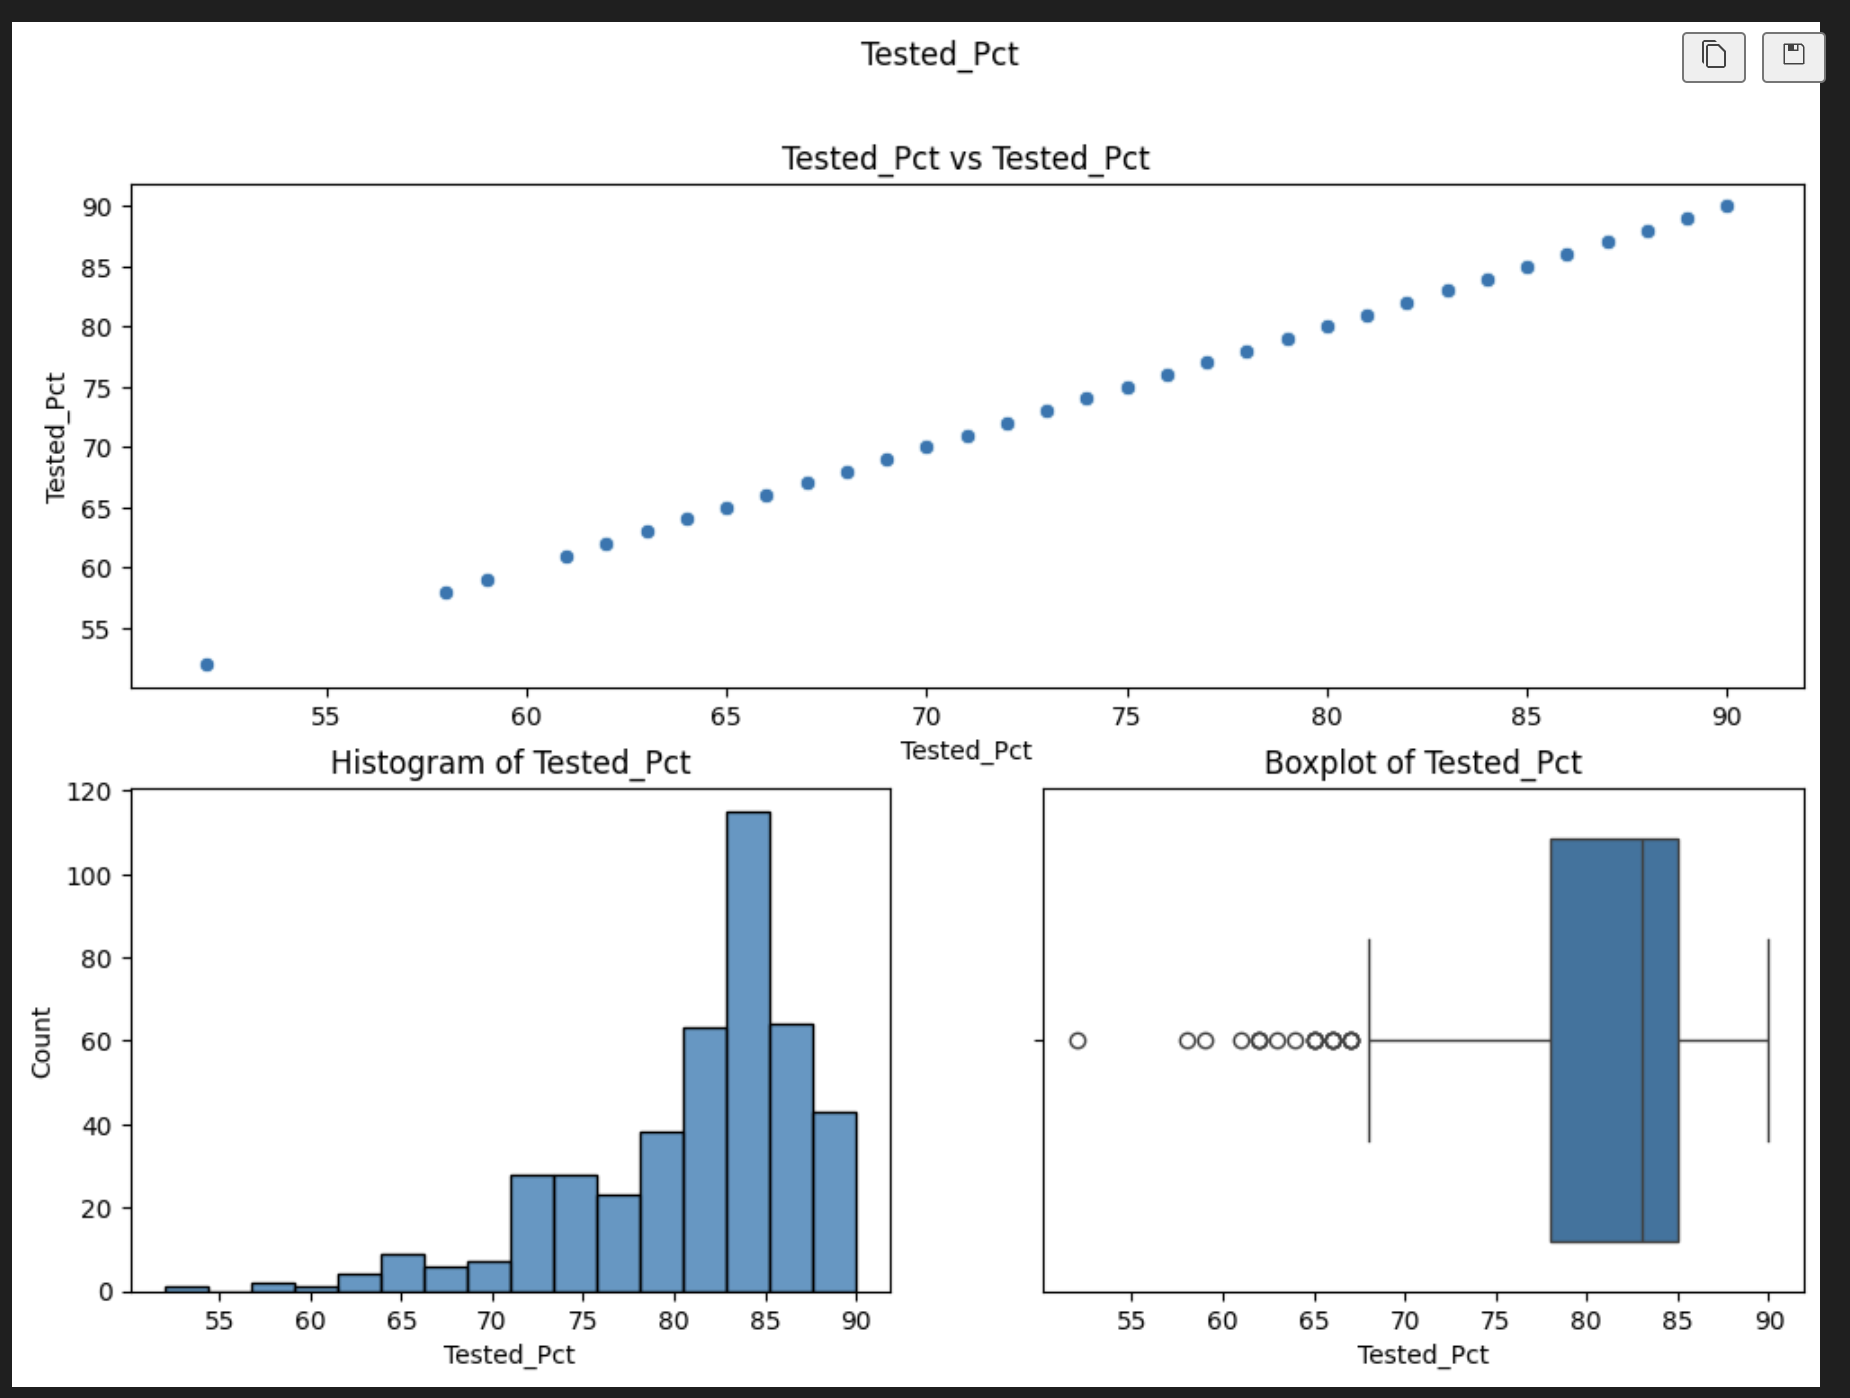 Tested_Pct
Tested_Pct vs Tested_Pct
90
85
80
75
70
65
60
55
Tested_Pct
55 60 65 70 75 80 85 90
Tested_Pct
Histogram of Tested_Pct
120
100
80
60
40
20
0
Count
55 60 65 70 75 80 85 90
Tested_Pct
Boxplot of Tested_Pct
55 60 65 70 75 80 85 90
Tested_Pct